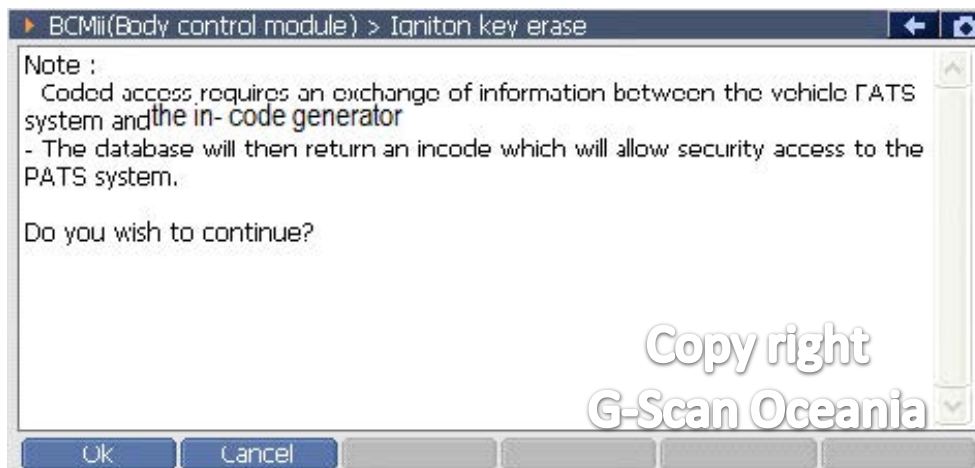 BCMii(Body control module) > Igniton key erase
Note :
Coded access requires an exchange of information between the vehicle PATS
system and the in- code generator
- The database will then return an incode which will allow security access to the
PATS system.
Do you wish to continue?
Copy right
G-Scan Oceania
Ok
Cancel